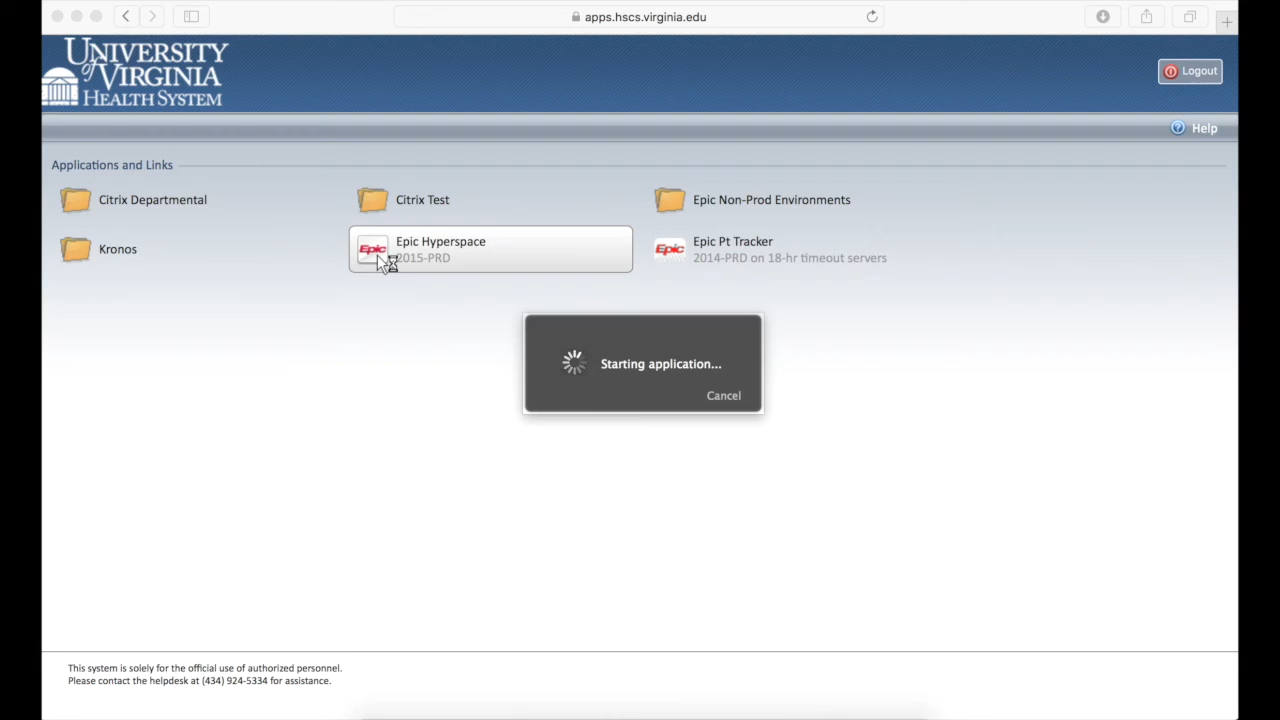 apps.hscs.virginia.edu
UNIVERSITY
of VIRGINIA
HEALTH SYSTEM
Logout
Help
Applications and Links
Citrix Departmental
Citrix Test
Epic Non-Prod Environments
Kronos
Epic
Epic Hyperspace
2015-PRD
Epic
Epic Pt Tracker
2014-PRD on 18-hr timeout servers
Starting application...
Cancel
This system is solely for the official use of authorized personnel.
Please contact the helpdesk at (434) 924-5334 for assistance.